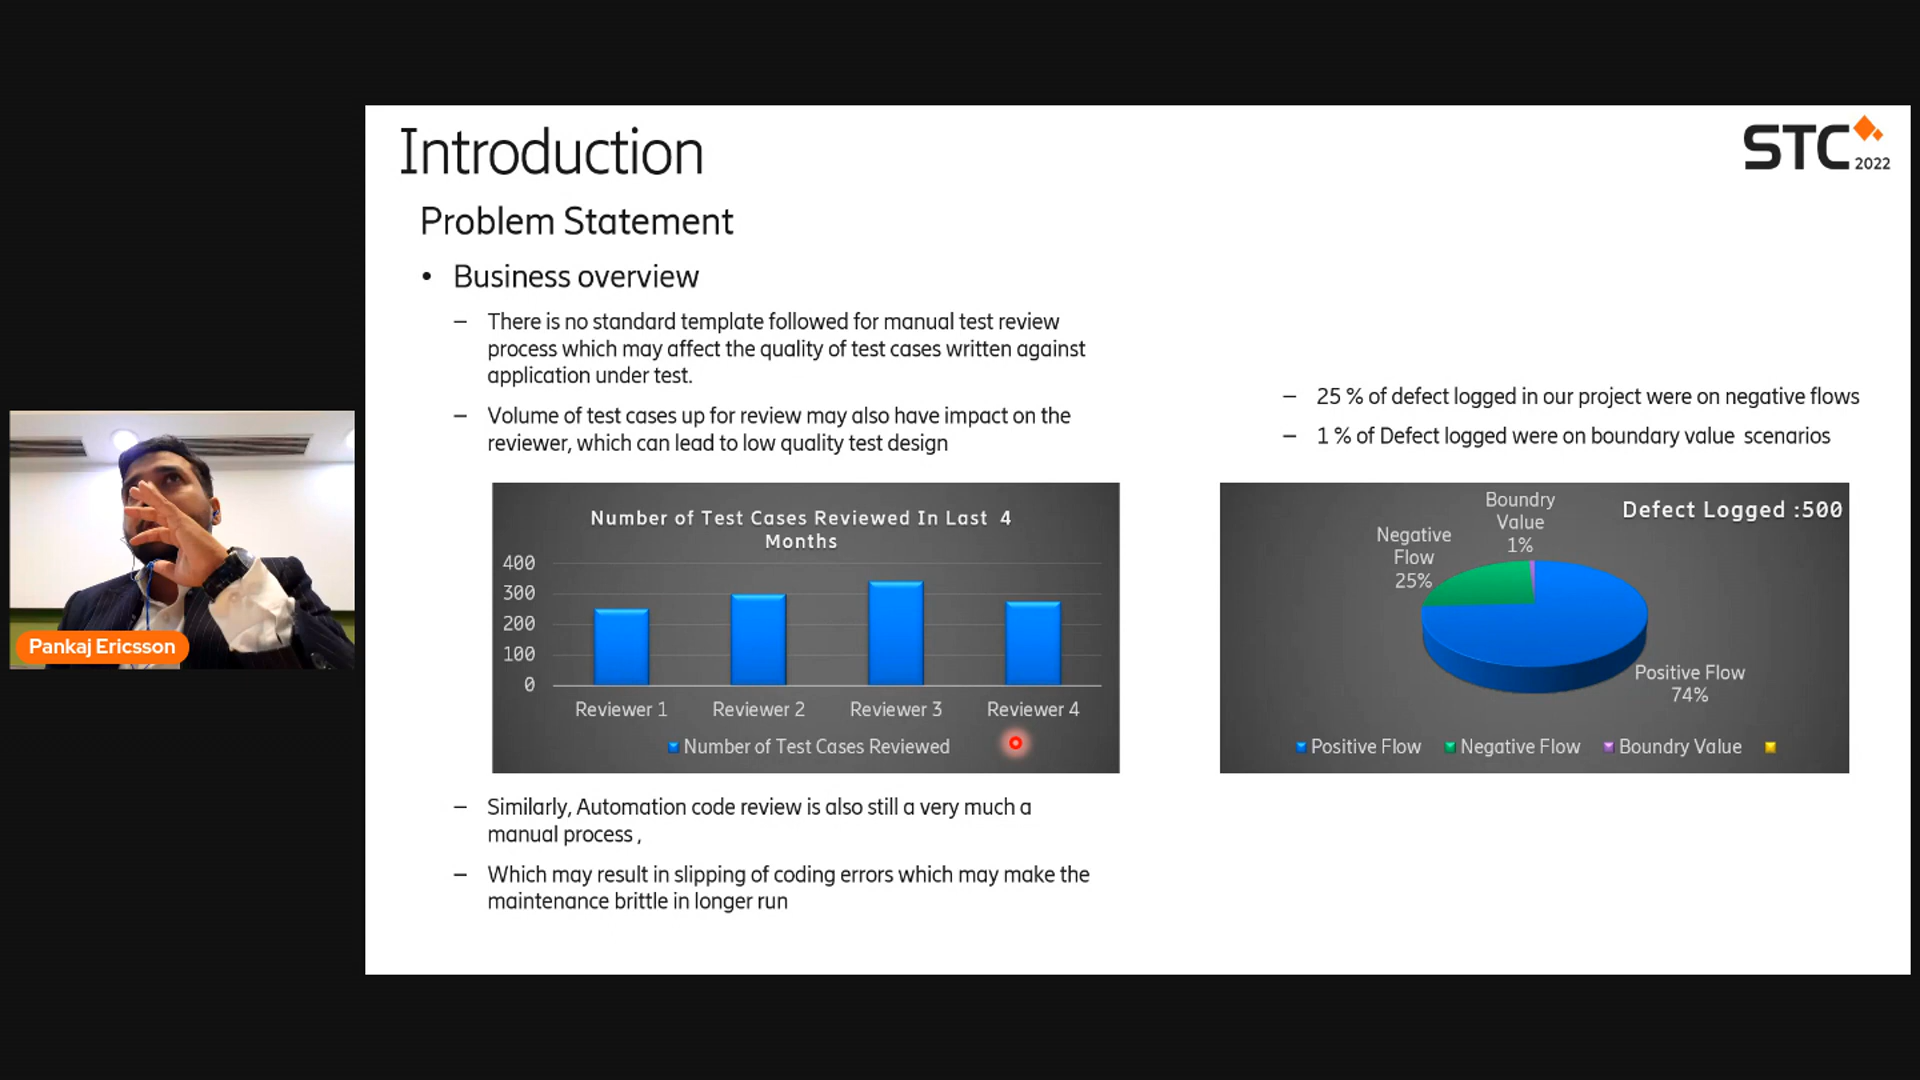 Introduction
STC
2022
Problem Statement
• Business overview
– There is no standard template followed for manual test review
process which may affect the quality of test cases written against
application under test.
– Volume of test cases up for review may also have impact on the
reviewer, which can lead to low quality test design
Number of Test Cases Reviewed In Last 4
Months
400
300
200
100
0
Reviewer 1 Reviewer 2 Reviewer 3 Reviewer 4
Number of Test Cases Reviewed
– Similarly, Automation code review is also still a very much a
manual process ,
– Which may result in slipping of coding errors which may make the
maintenance brittle in longer run
– 25 % of defect logged in our project were on negative flows
– 1 % of Defect logged were on boundary value scenarios
Defect Logged :500
Boundry
Value
1%
Negative
Flow
25%
Positive Flow
74%
Positive Flow Negative Flow Boundry Value
Pankaj Ericsson